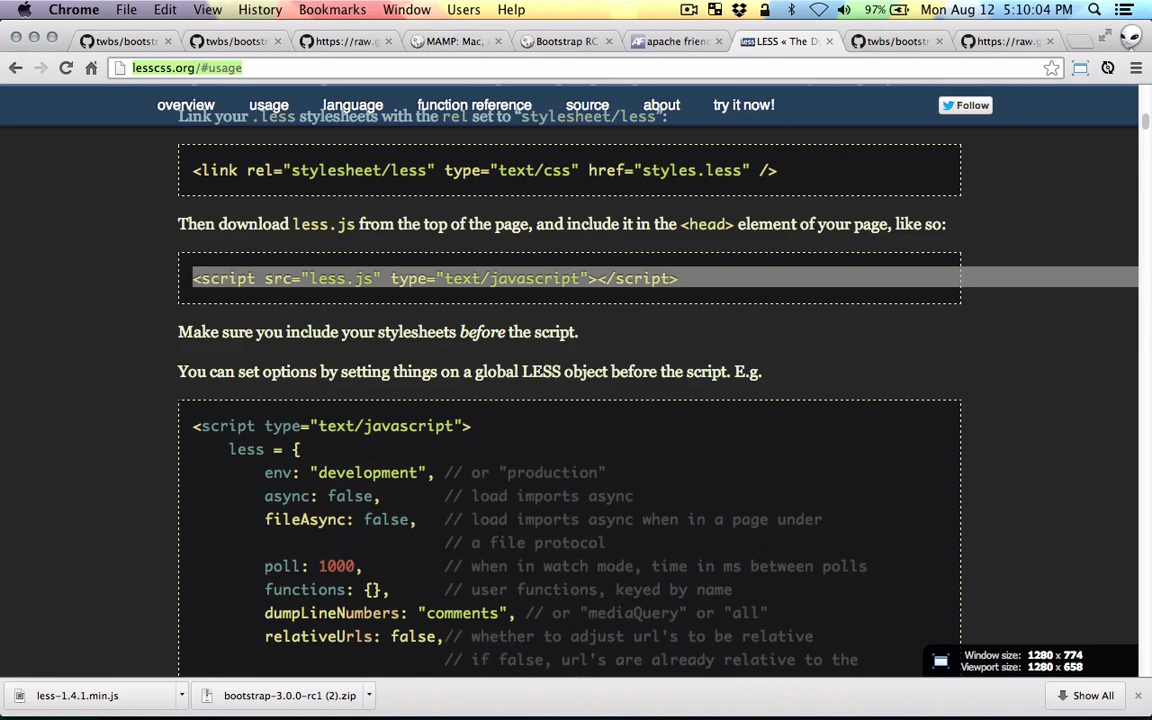 Chrome File Edit View History Bookmarks Window Users Help 97% Mon Aug 12 5:10:04 PM
twbs/bootst twbs/bootst https://raw.g MAMP: Mac, Bootstrap RC apache frien LESS « The D twbs/bootst https://raw.g
lesscss.org/#usage
overview usage language function reference source about try it now! Follow
Link your .less stylesheets with the rel set to “stylesheet/less”:
<link rel="stylesheet/less" type="text/css" href="styles.less" />
Then download less.js from the top of the page, and include it in the <head> element of your page, like so:
<script src="less.js" type="text/javascript"></script>
Make sure you include your stylesheets before the script.
You can set options by setting things on a global LESS object before the script. E.g.
<script type="text/javascript">
less = {
env: "development", // or "production"
async: false, // load imports async
fileAsync: false, // load imports async when in a page under
// a file protocol
poll: 1000, // when in watch mode, time in ms between polls
functions: {}, // user functions, keyed by name
dumpLineNumbers: "comments", // or "mediaQuery" or "all"
relativeUrls: false,// whether to adjust url's to be relative
// if false, url's are already relative to the
Window size: 1280 x 774
Viewport size: 1280 x 658
less-1.4.1.min.js bootstrap-3.0.0-rc1 (2).zip Show All